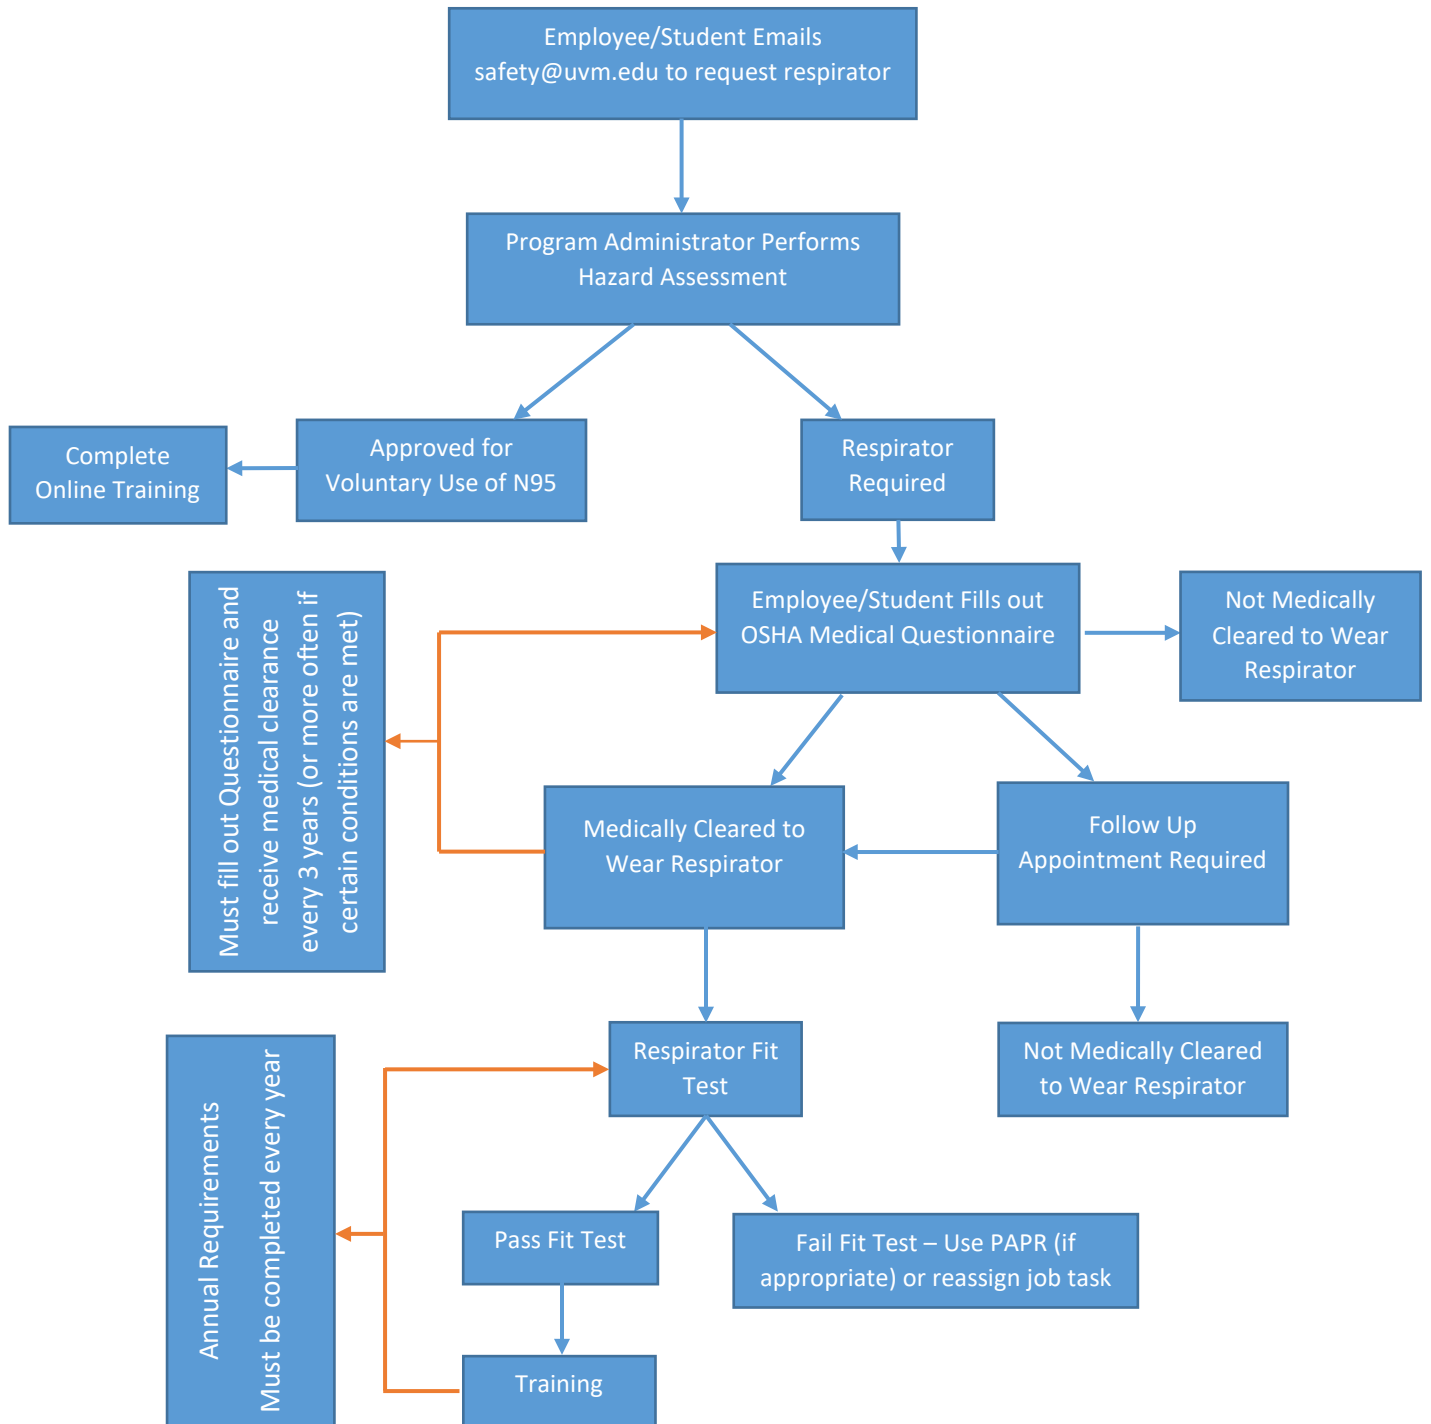 Employee/Student Emails
safety@uvm.edu to request respirator
Program Administrator Performs
Hazard Assessment
Complete
Online Training
Approved for
Voluntary Use of N95
Respirator
Required
Must fill out Questionnaire and
receive medical clearance
every 3 years (or more often if
certain conditions are met)
Employee/Student Fills out
OSHA Medical Questionnaire
Not Medically
Cleared to Wear
Respirator
Medically Cleared to
Wear Respirator
Follow Up
Appointment Required
Respirator Fit
Test
Not Medically Cleared
to Wear Respirator
Annual Requirements
Must be completed every year
Pass Fit Test
Fail Fit Test – Use PAPR (if
appropriate) or reassign job task
Training